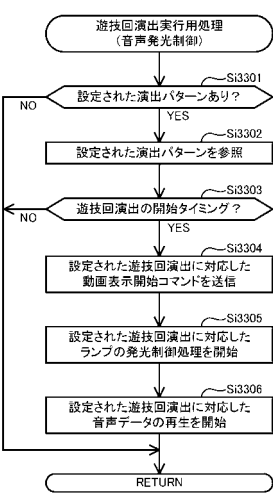 遊技回演出実行用処理
(音声発光制御)
Si3301
設定された演出パターンあり?
NO
YES
Si3302
設定された演出パターンを参照
Si3303
遊技回演出の開始タイミング?
NO
YES
Si3304
設定された遊技回演出に対応した
動画表示開始コマンドを送信
Si3305
設定された遊技回演出に対応した
ランプの発光制御処理を開始
Si3306
設定された遊技回演出に対応した
音声データの再生を開始
RETURN